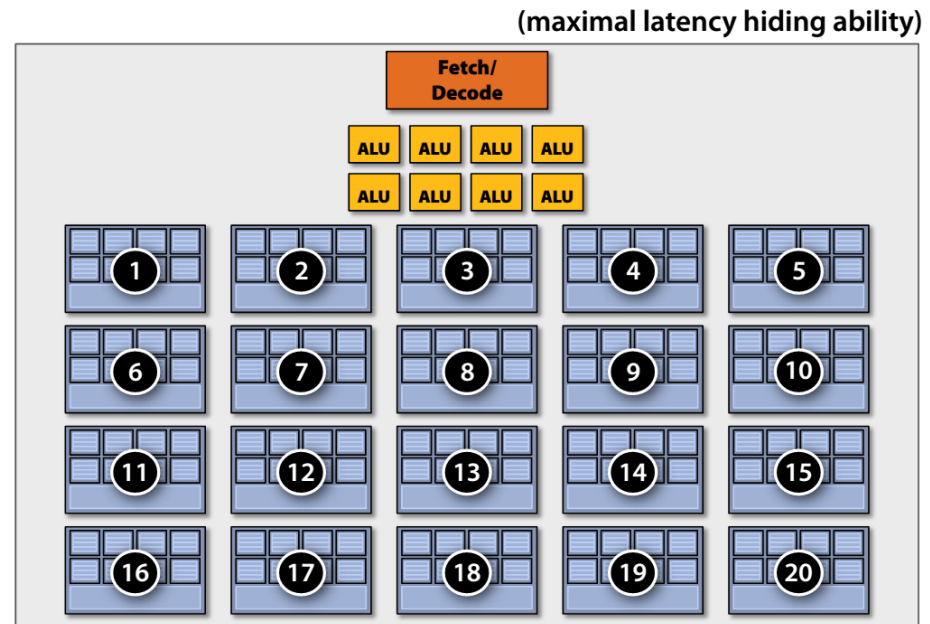 (maximal latency hiding ability)
Fetch/
Decode
ALU ALU ALU ALU
ALU ALU ALU ALU
1 2 3 4 5
6 7 8 9 10
11 12 13 14 15
16 17 18 19 20